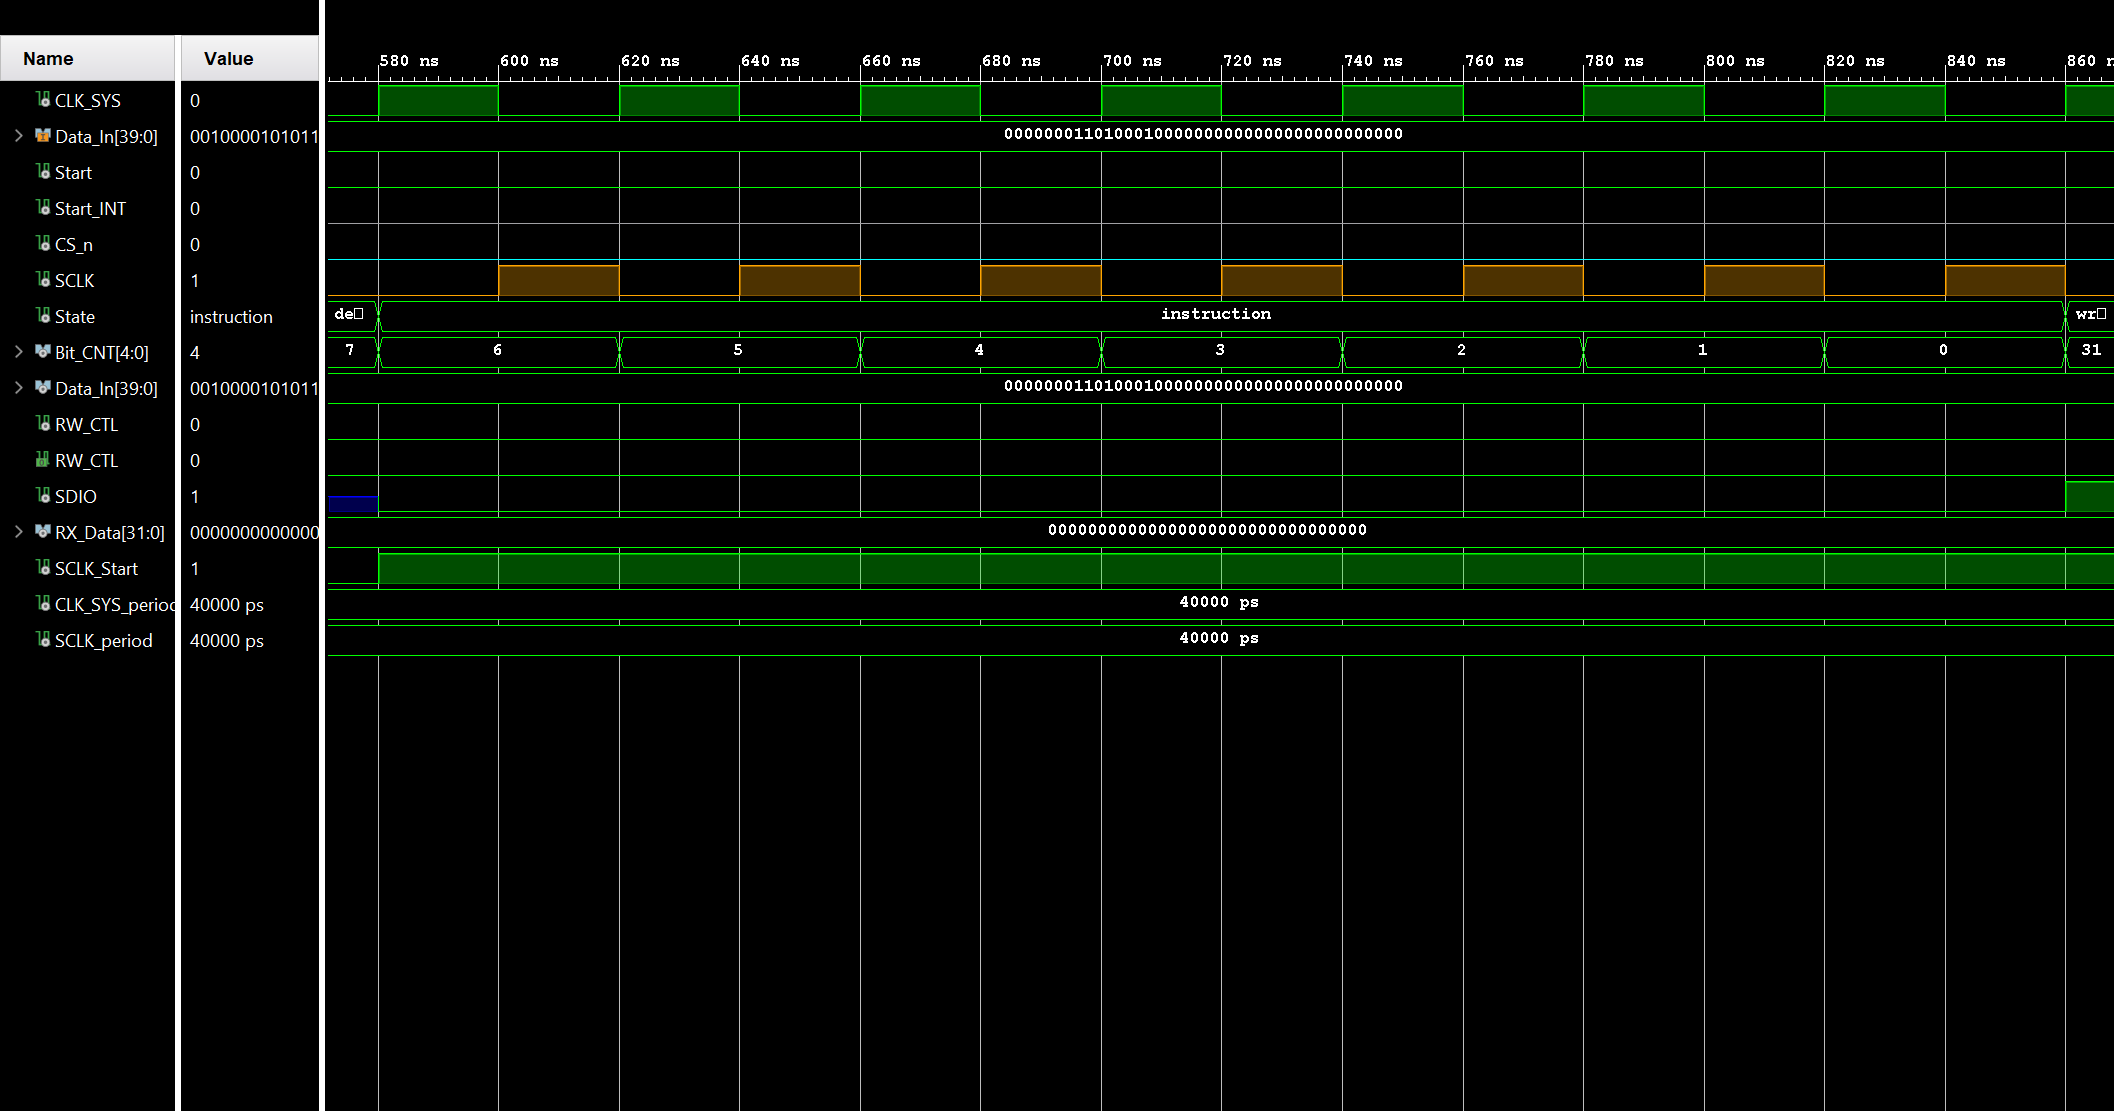 Name Value
580 ns 600 ns 620 ns 640 ns 660 ns 680 ns 700 ns 720 ns 740 ns 760 ns 780 ns 800 ns 820 ns 840 ns 860 n
CLK_SYS 0
Data_In[39:0] 0010000101011 0000000110100010000000000000000000000000
Start 0
Start_INT 0
CS_n 0
SCLK 1
State instruction de instruction wr
Bit_CNT[4:0] 4 7 6 5 4 3 2 1 0 31
Data_In[39:0] 0010000101011 0000000110100010000000000000000000000000
RW_CTL 0
RW_CTL 0
SDIO 1
RX_Data[31:0] 0000000000000 00000000000000000000000000000000
SCLK_Start 1
CLK_SYS_period 40000 ps 40000 ps
SCLK_period 40000 ps 40000 ps